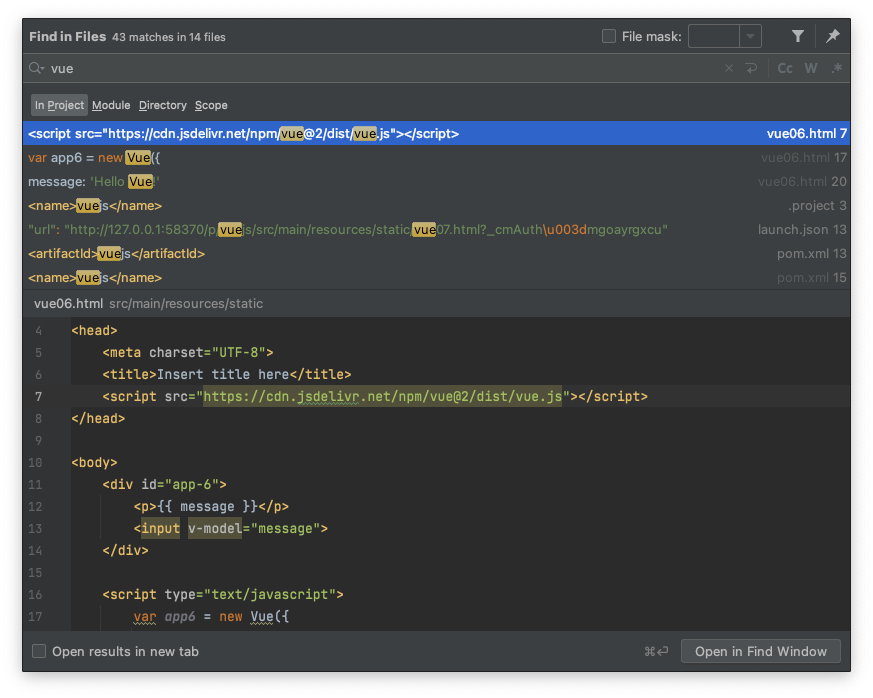 Find in Files 43 matches in 14 files File mask:
vue Cc W .*
In Project Module Directory Scope
<script src="https://cdn.jsdelivr.net/npm/vue@2/dist/vue.js"></script> vue06.html 7
var app6 = new Vue({ vue06.html 17
message: 'Hello Vue!' vue06.html 20
<name>vuejs</name> .project 3
"url": "http://127.0.0.1:58370/p/vuejs/src/main/resources/static/vue07.html?_cmAuth\u003dmgoayrgxcu" launch.json 13
<artifactId>vuejs</artifactId> pom.xml 13
<name>vuejs</name> pom.xml 15
vue06.html src/main/resources/static
4 <head>
5 <meta charset="UTF-8">
6 <title>Insert title here</title>
7 <script src="https://cdn.jsdelivr.net/npm/vue@2/dist/vue.js"></script>
8 </head>
9
10 <body>
11 <div id="app-6">
12 <p>{{ message }}</p>
13 <input v-model="message">
14 </div>
15
16 <script type="text/javascript">
17 var app6 = new Vue({
Open results in new tab ⌘⏎ Open in Find Window